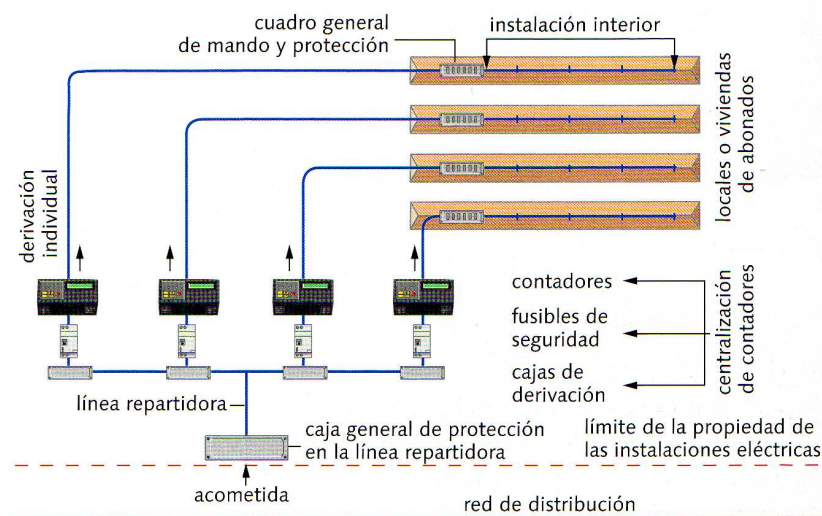 cuadro general
de mando y protección
instalación interior
locales o viviendas
de abonados
derivación
individual
contadores
fusibles de
seguridad
cajas de
derivación
centralización
de contadores
línea repartidora
caja general de protección
en la línea repartidora
límite de la propiedad de
las instalaciones eléctricas
acometida
red de distribución